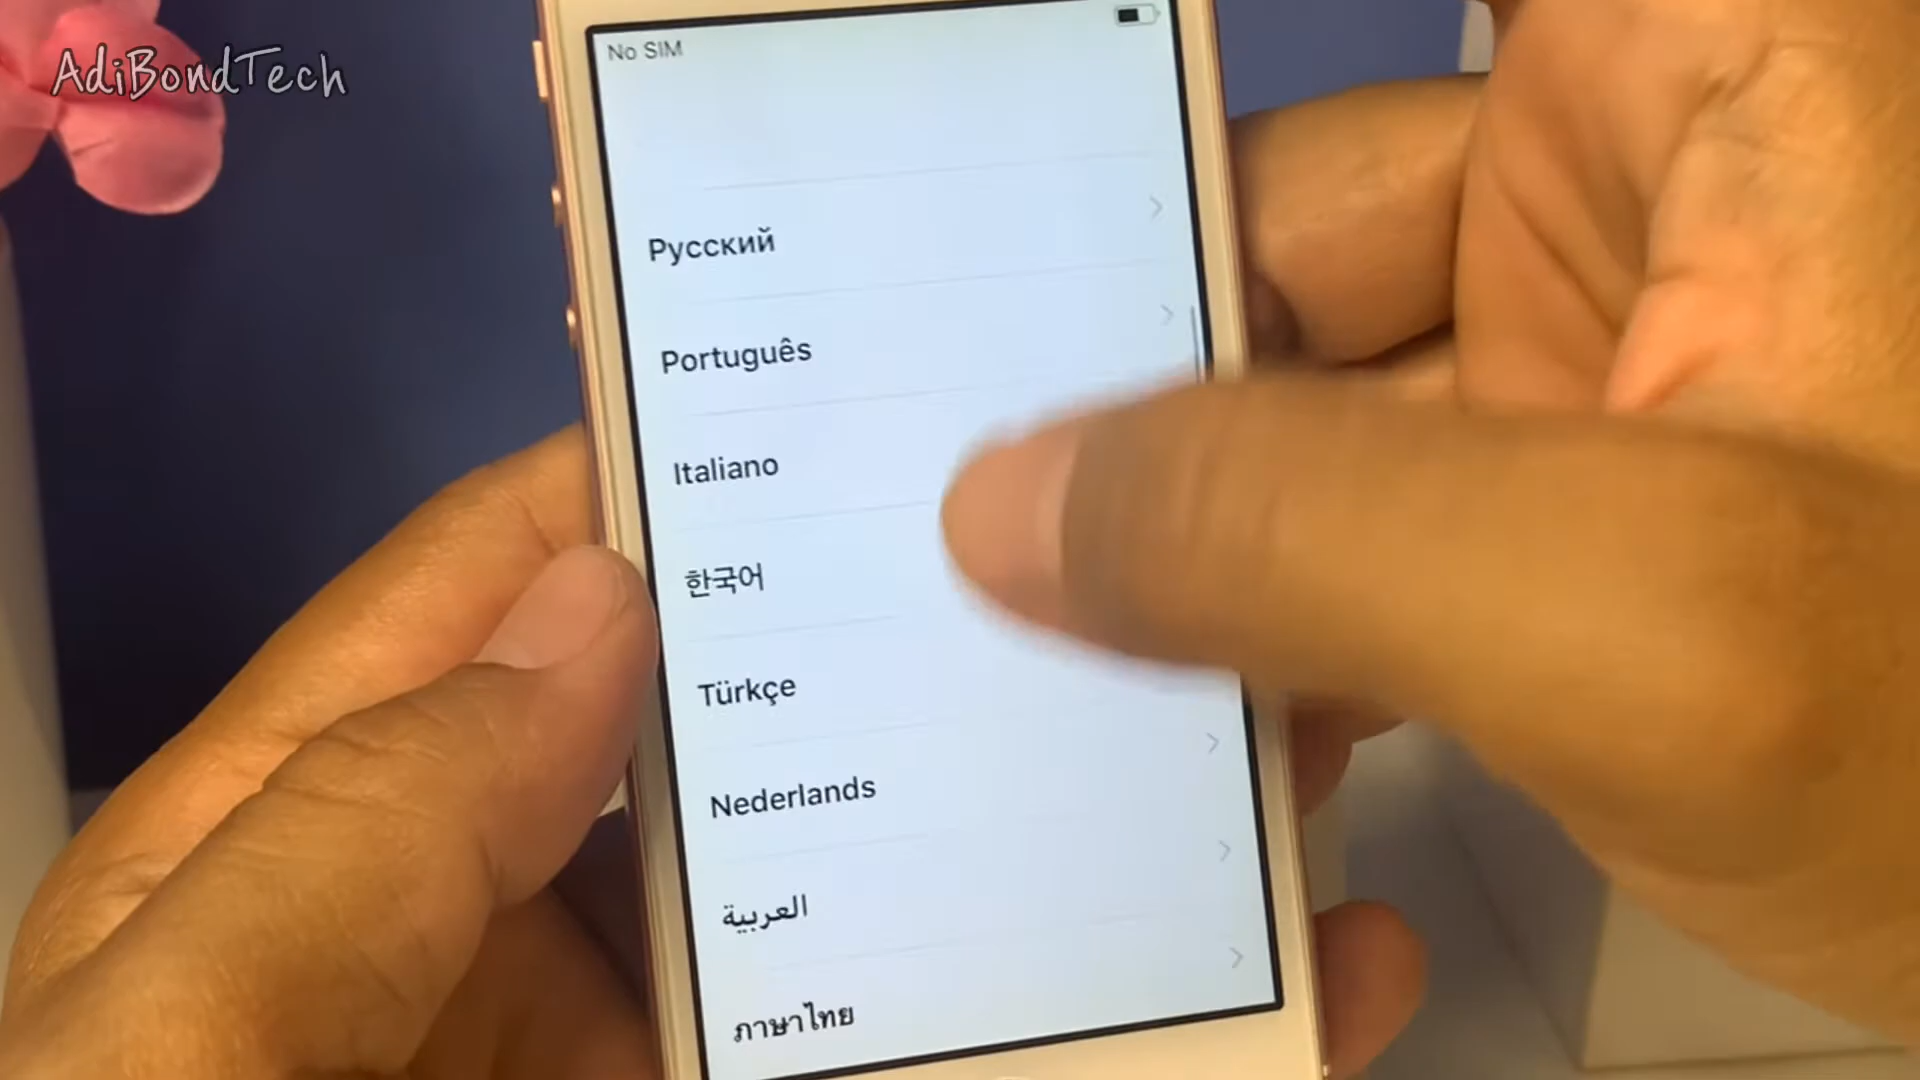 AdiBondTech
No SIM
Русский
Português
Italiano
한국어
Türkçe
Nederlands
العربية
ภาษาไทย